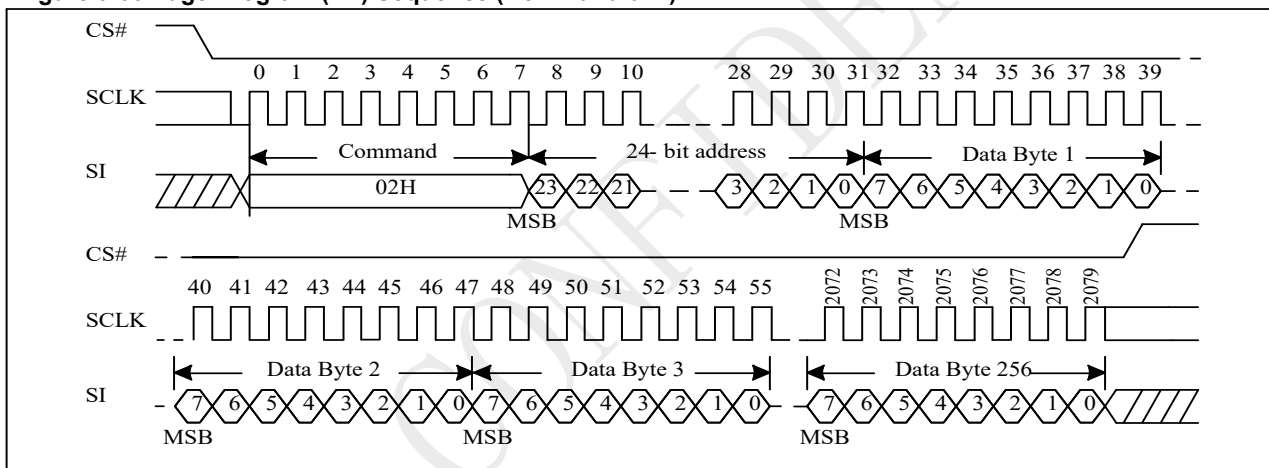 CS#
0 1 2 3 4 5 6 7 8 9 10 28 29 30 31 32 33 34 35 36 37 38 39
SCLK
Command 24- bit address Data Byte 1
SI
02H 23 22 21 3 2 1 0 7 6 5 4 3 2 1 0
MSB MSB
CS#
40 41 42 43 44 45 46 47 48 49 50 51 52 53 54 55 2072 2073 2074 2075 2076 2077 2078 2079
SCLK
Data Byte 2 Data Byte 3 Data Byte 256
SI
7 6 5 4 3 2 1 0 7 6 5 4 3 2 1 0 7 6 5 4 3 2 1 0
MSB MSB MSB